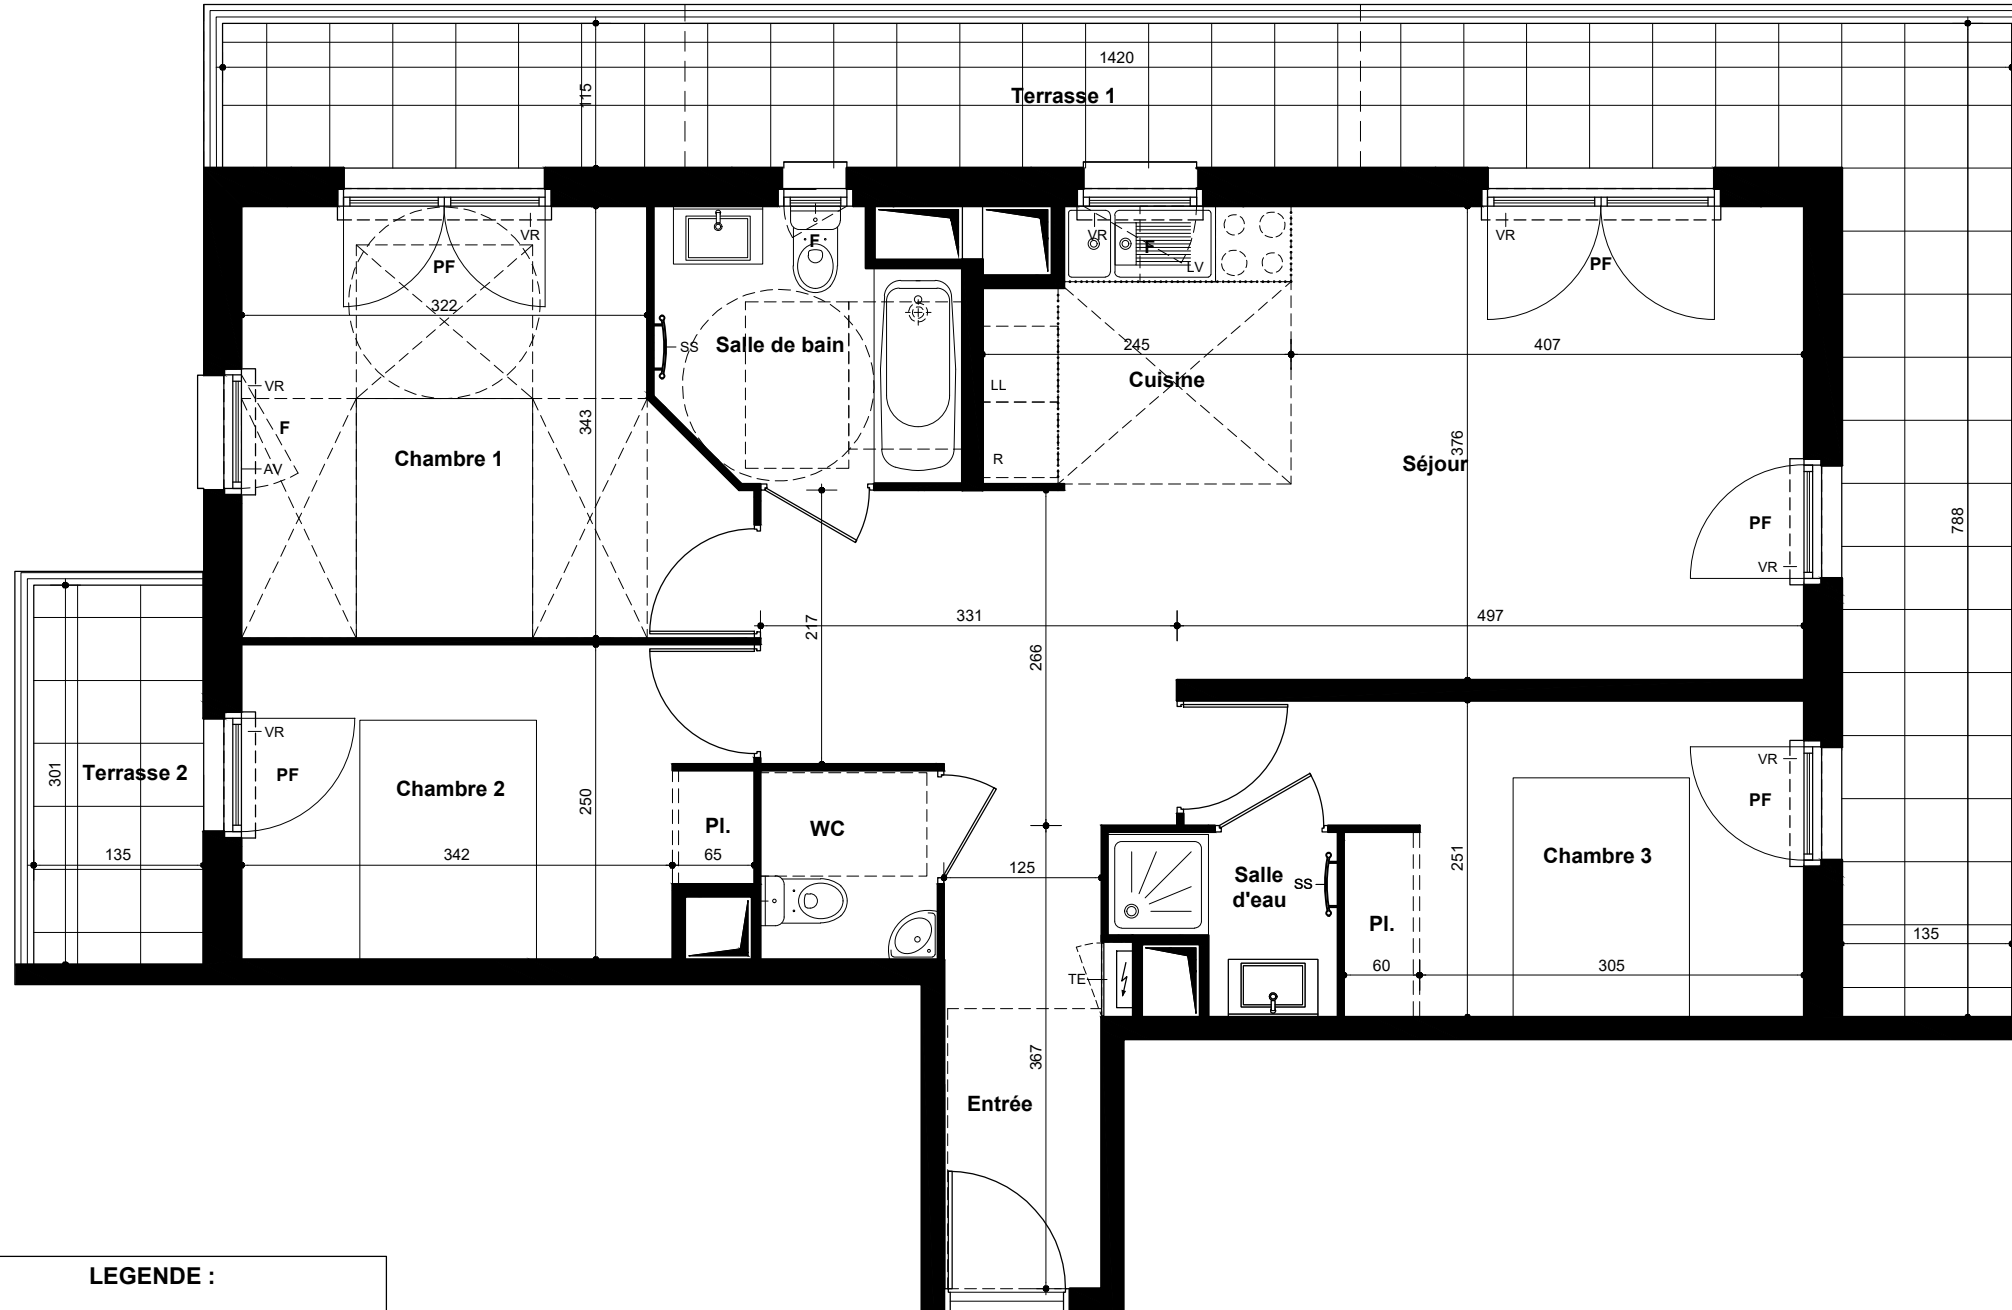 1420
115
Terrasse 1
VR
PF
322
F
VR
F
LV
VR
PF
SS
Salle de bain
245
407
VR
F
AV
343
Chambre 1
LL
Cuisine
R
376
Séjour
PF
VR
788
217
331
266
497
301
Terrasse 2
VR
PF
Chambre 2
250
135
342
Pl.
65
WC
125
Salle
d'eau
SS
Pl.
251
VR
PF
Chambre 3
135
TE
60
305
367
Entrée
LEGENDE :